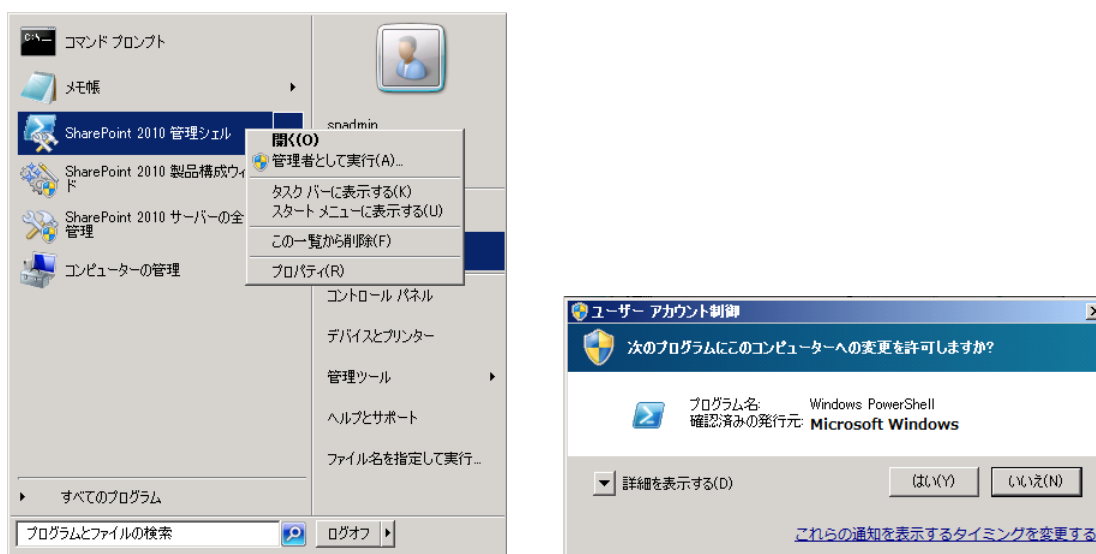 コマンド プロンプト
メモ帳
SharePoint 2010 管理シェル
SharePoint 2010 製品構成ウィ
ド
SharePoint 2010 サーバーの全
管理
コンピューターの管理
すべてのプログラム
プログラムとファイルの検索
spadmin
開く(O)
管理者として実行(A)...
タスク バーに表示する(K)
スタート メニューに表示する(U)
この一覧から削除(F)
プロパティ(R)
コントロール パネル
デバイスとプリンター
管理ツール
ヘルプとサポート
ファイル名を指定して実行...
ログオフ
ユーザー アカウント制御
次のプログラムにこのコンピューターへの変更を許可しますか?
プログラム名: Windows PowerShell
確認済みの発行元: Microsoft Windows
詳細を表示する(D)
はい(Y)
いいえ(N)
これらの通知を表示するタイミングを変更する